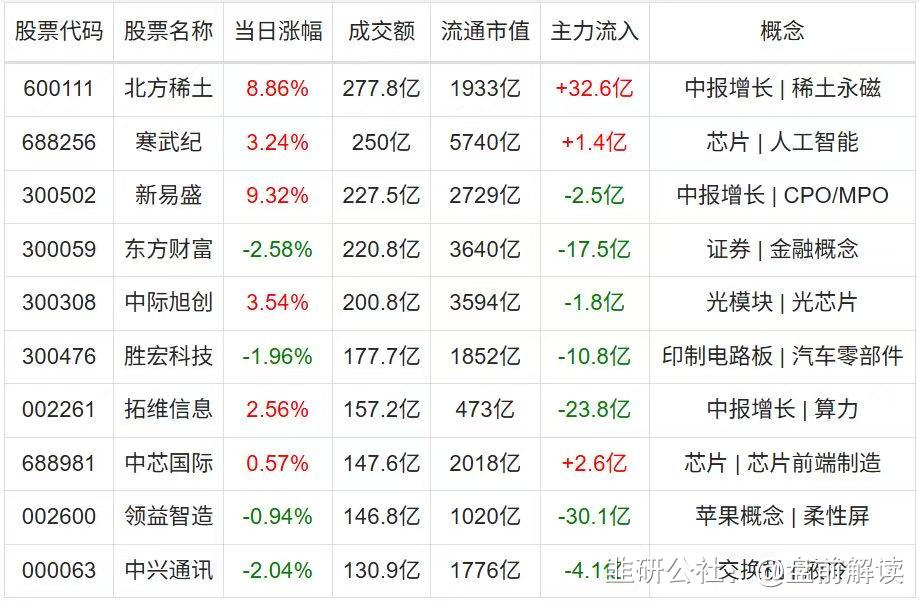 股票代码 股票名称 当日涨幅 成交额 流通市值 主力流入 概念
600111 北方稀土 8.86% 277.8亿 1933亿 +32.6亿 中报增长 | 稀土永磁
688256 寒武纪 3.24% 250亿 5740亿 +1.4亿 芯片 | 人工智能
300502 新易盛 9.32% 227.5亿 2729亿 -2.5亿 中报增长 | CPO/MPO
300059 东方财富 -2.58% 220.8亿 3640亿 -17.5亿 证券 | 金融概念
300308 中际旭创 3.54% 200.8亿 3594亿 -1.8亿 光模块 | 光芯片
300476 胜宏科技 -1.96% 177.7亿 1852亿 -10.8亿 印制电路板 | 汽车零部件
002261 拓维信息 2.56% 157.2亿 473亿 -23.8亿 中报增长 | 算力
688981 中芯国际 0.57% 147.6亿 2018亿 +2.6亿 芯片 | 芯片前端制造
002600 领益智造 -0.94% 146.8亿 1020亿 -30.1亿 苹果概念 | 柔性屏
000063 中兴通讯 -2.04% 130.9亿 1776亿 -4.1亿 交换机 |
韭研公社 @盘前解读